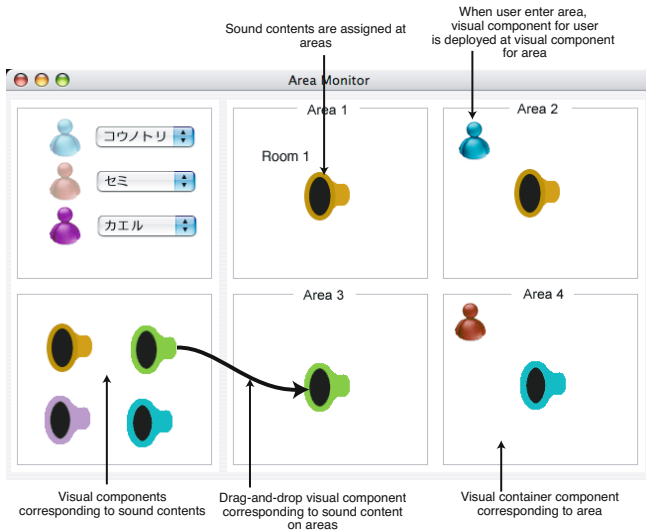 Sound contents are assigned at
areas
When user enter area,
visual component for user
is deployed at visual component
for area
Area Monitor
コウノトリ
セミ
カエル
Area 1
Room 1
Area 2
Area 3
Area 4
Visual components
corresponding to sound contents
Drag-and-drop visual component
corresponding to sound content
on areas
Visual container component
corresponding to area